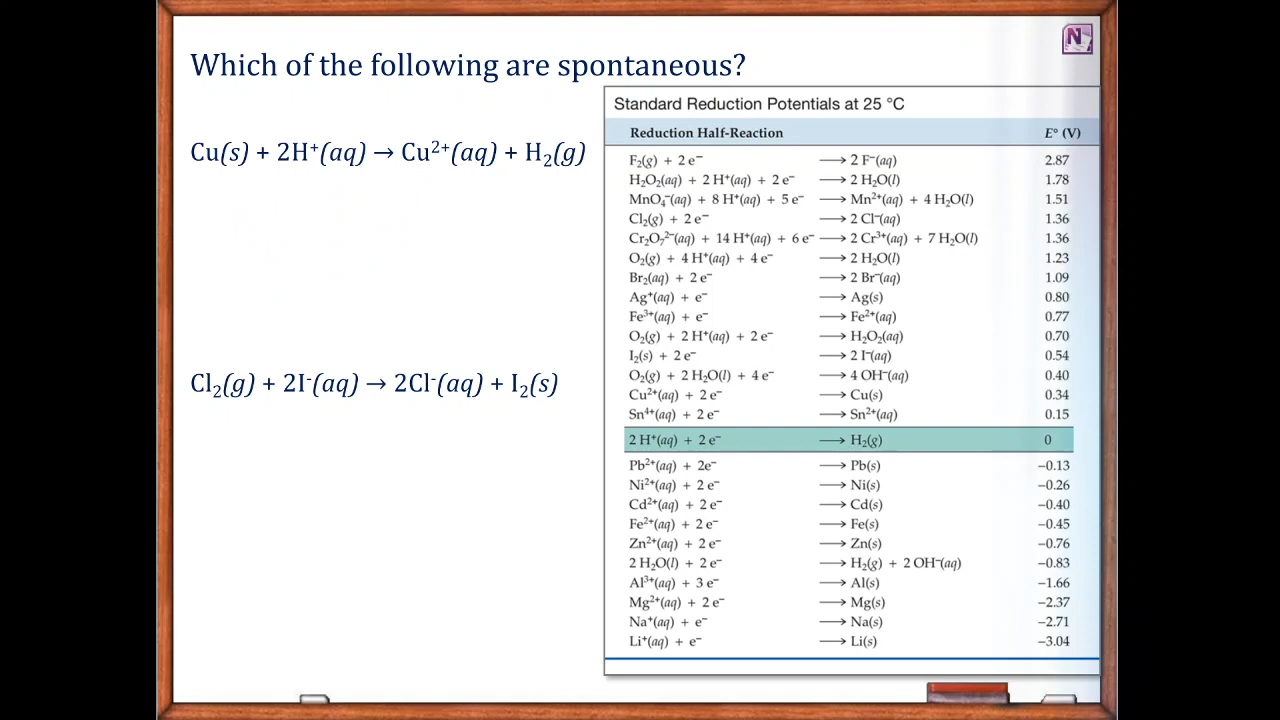 Which of the following are spontaneous?
Cu(s) + 2H⁺(aq) → Cu²⁺(aq) + H₂(g)
Cl₂(g) + 2I⁻(aq) → 2Cl⁻(aq) + I₂(s)
N
Standard Reduction Potentials at 25 °C
Reduction Half-Reaction E° (V)
F₂(g) + 2 e⁻ ⟶ 2 F⁻(aq) 2.87
H₂O₂(aq) + 2 H⁺(aq) + 2 e⁻ ⟶ 2 H₂O(l) 1.78
MnO₄⁻(aq) + 8 H⁺(aq) + 5 e⁻ ⟶ Mn²⁺(aq) + 4 H₂O(l) 1.51
Cl₂(g) + 2 e⁻ ⟶ 2 Cl⁻(aq) 1.36
Cr₂O₇²⁻(aq) + 14 H⁺(aq) + 6 e⁻ ⟶ 2 Cr³⁺(aq) + 7 H₂O(l) 1.36
O₂(g) + 4 H⁺(aq) + 4 e⁻ ⟶ 2 H₂O(l) 1.23
Br₂(aq) + 2 e⁻ ⟶ 2 Br⁻(aq) 1.09
Ag⁺(aq) + e⁻ ⟶ Ag(s) 0.80
Fe³⁺(aq) + e⁻ ⟶ Fe²⁺(aq) 0.77
O₂(g) + 2 H⁺(aq) + 2 e⁻ ⟶ H₂O₂(aq) 0.70
I₂(s) + 2 e⁻ ⟶ 2 I⁻(aq) 0.54
O₂(g) + 2 H₂O(l) + 4 e⁻ ⟶ 4 OH⁻(aq) 0.40
Cu²⁺(aq) + 2 e⁻ ⟶ Cu(s) 0.34
Sn⁴⁺(aq) + 2 e⁻ ⟶ Sn²⁺(aq) 0.15
2 H⁺(aq) + 2 e⁻ ⟶ H₂(g) 0
Pb²⁺(aq) + 2e⁻ ⟶ Pb(s) −0.13
Ni²⁺(aq) + 2 e⁻ ⟶ Ni(s) −0.26
Cd²⁺(aq) + 2 e⁻ ⟶ Cd(s) −0.40
Fe²⁺(aq) + 2 e⁻ ⟶ Fe(s) −0.45
Zn²⁺(aq) + 2 e⁻ ⟶ Zn(s) −0.76
2 H₂O(l) + 2 e⁻ ⟶ H₂(g) + 2 OH⁻(aq) −0.83
Al³⁺(aq) + 3 e⁻ ⟶ Al(s) −1.66
Mg²⁺(aq) + 2 e⁻ ⟶ Mg(s) −2.37
Na⁺(aq) + e⁻ ⟶ Na(s) −2.71
Li⁺(aq) + e⁻ ⟶ Li(s) −3.04